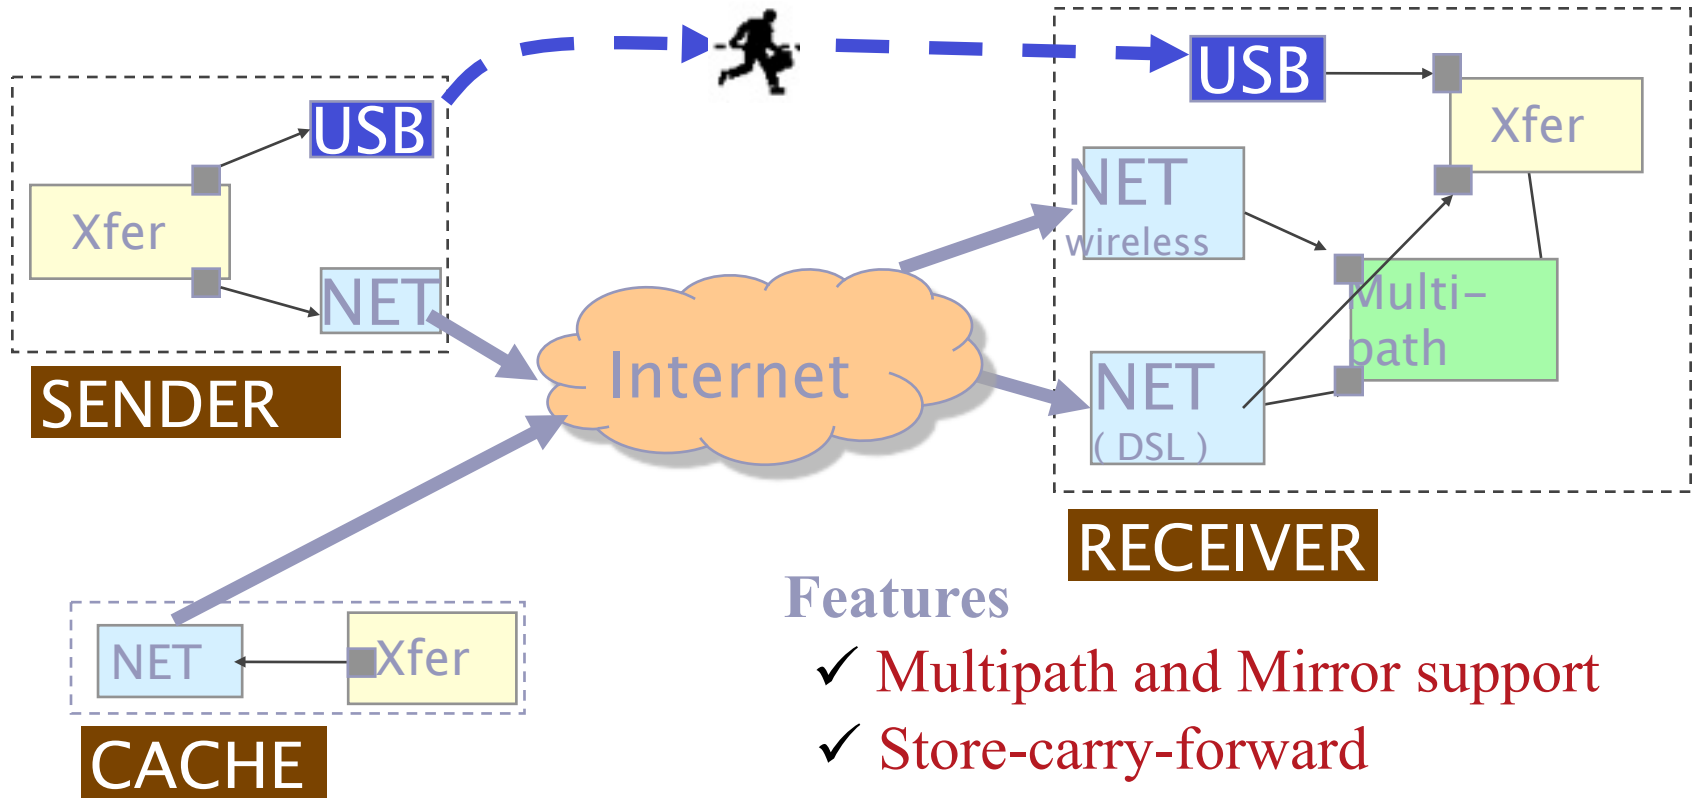 USB
Xfer
NET
SENDER
Internet
USB
Xfer
NET
wireless
Multi-
path
NET
( DSL )
RECEIVER
NET
Xfer
CACHE
Features
✓ Multipath and Mirror support
✓ Store-carry-forward